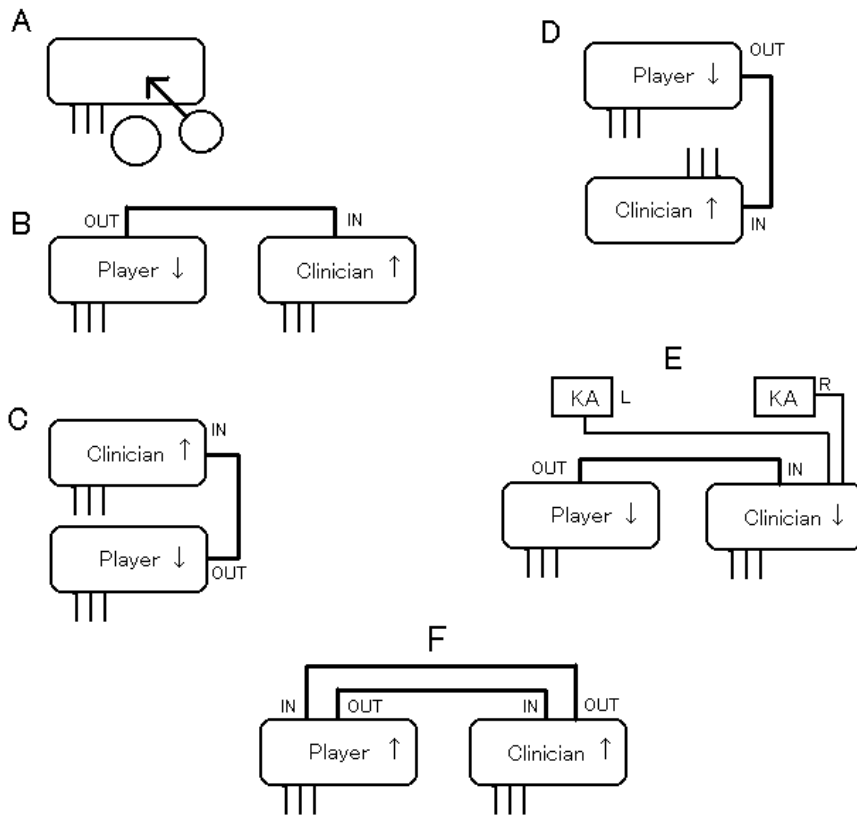 A
B
OUT
IN
Player ↓
Clinician ↑
C
Clinician ↑
IN
Player ↓
OUT
D
OUT
Player ↓
Clinician ↑
IN
E
KA
L
KA
R
OUT
IN
Player ↓
Clinician ↓
F
IN
OUT
IN
OUT
Player ↑
Clinician ↑